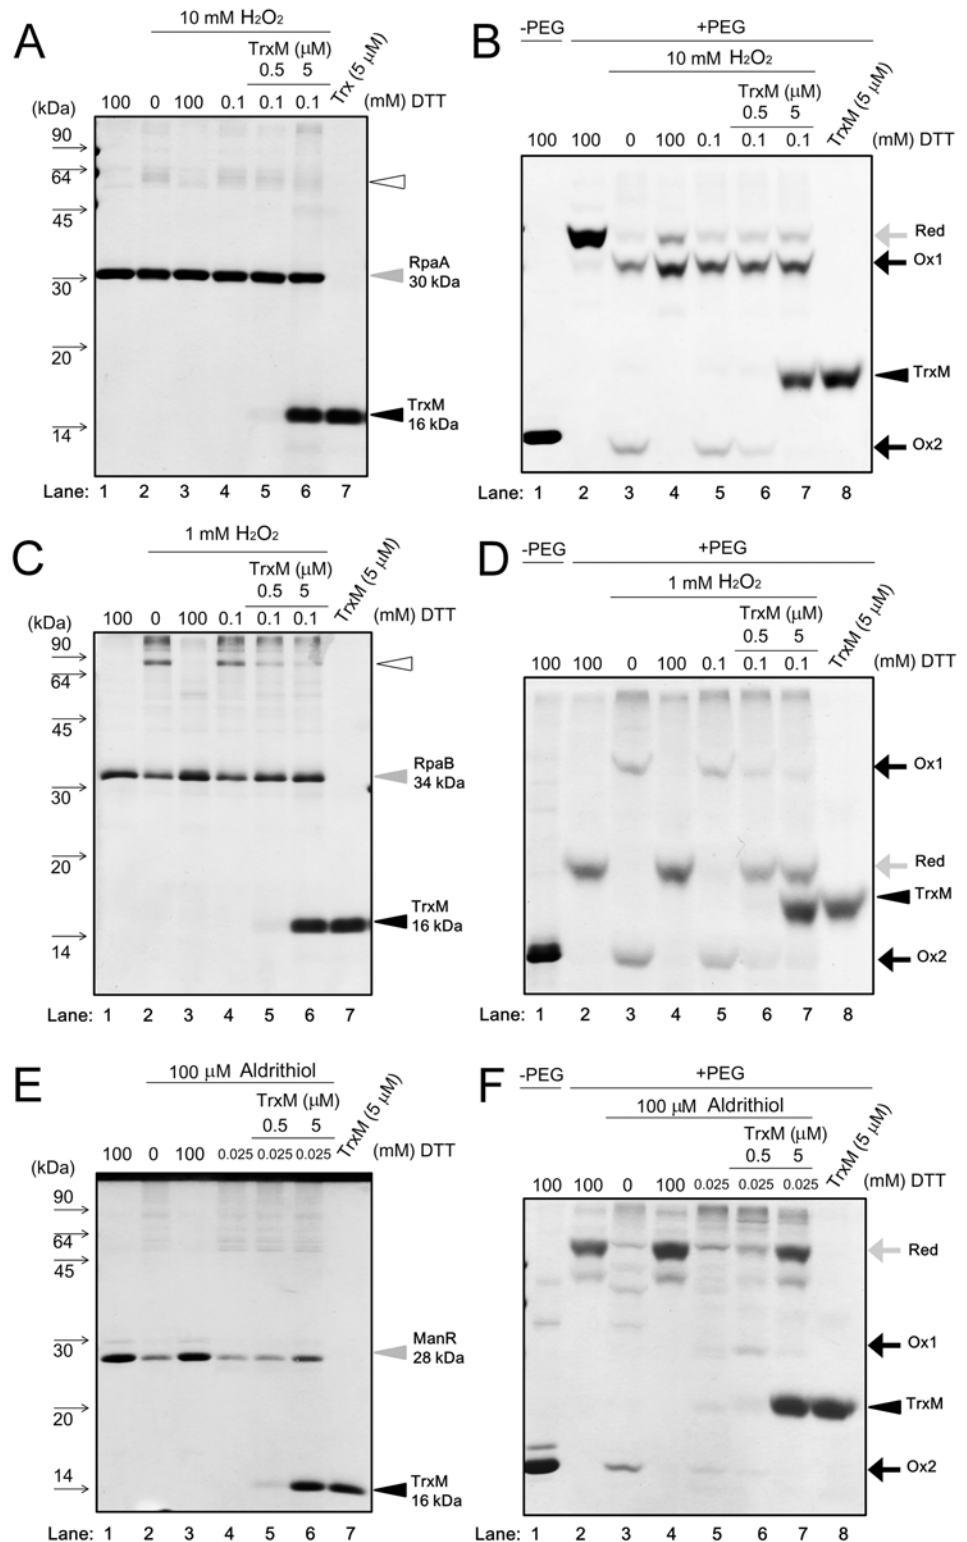 A
10 mM H2O2
TrxM (μM)
0.5 5
Trx (5 μM)
(kDa) 100 0 100 0.1 0.1 0.1 (mM) DTT
90
64
45
RpaA
30 kDa
30
20
TrxM
16 kDa
14
Lane: 1 2 3 4 5 6 7
B
-PEG +PEG
10 mM H2O2
TrxM (μM)
0.5 5
TrxM (5 μM)
100 100 0 100 0.1 0.1 0.1 (mM) DTT
Red
Ox1
TrxM
Ox2
Lane: 1 2 3 4 5 6 7 8
C
1 mM H2O2
TrxM (μM)
0.5 5
TrxM (5 μM)
(kDa) 100 0 100 0.1 0.1 0.1 (mM) DTT
90
64
45
RpaB
34 kDa
30
20
TrxM
16 kDa
14
Lane: 1 2 3 4 5 6 7
D
-PEG +PEG
1 mM H2O2
TrxM (μM)
0.5 5
TrxM (5 μM)
100 100 0 100 0.1 0.1 0.1 (mM) DTT
Ox1
Red
TrxM
Ox2
Lane: 1 2 3 4 5 6 7 8
E
100 μM Aldrithiol
TrxM (μM)
0.5 5
TrxM (5 μM)
100 0 100 0.025 0.025 0.025 (mM) DTT
(kDa)
90
64
45
30
ManR
28 kDa
20
14
TrxM
16 kDa
Lane: 1 2 3 4 5 6 7
F
-PEG +PEG
100 μM Aldrithiol
TrxM (μM)
0.5 5
TrxM (5 μM)
100 100 0 100 0.025 0.025 0.025 (mM) DTT
Red
Ox1
TrxM
Ox2
Lane: 1 2 3 4 5 6 7 8